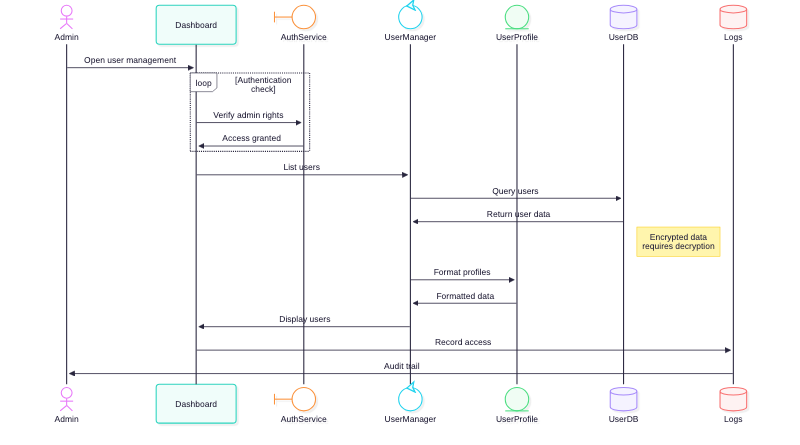 Admin
Dashboard
AuthService
UserManager
UserProfile
UserDB
Logs
Open user management
loop
[Authentication
check]
Verify admin rights
Access granted
List users
Query users
Return user data
Encrypted data
requires decryption
Format profiles
Formatted data
Display users
Record access
Audit trail
Admin
Dashboard
AuthService
UserManager
UserProfile
UserDB
Logs